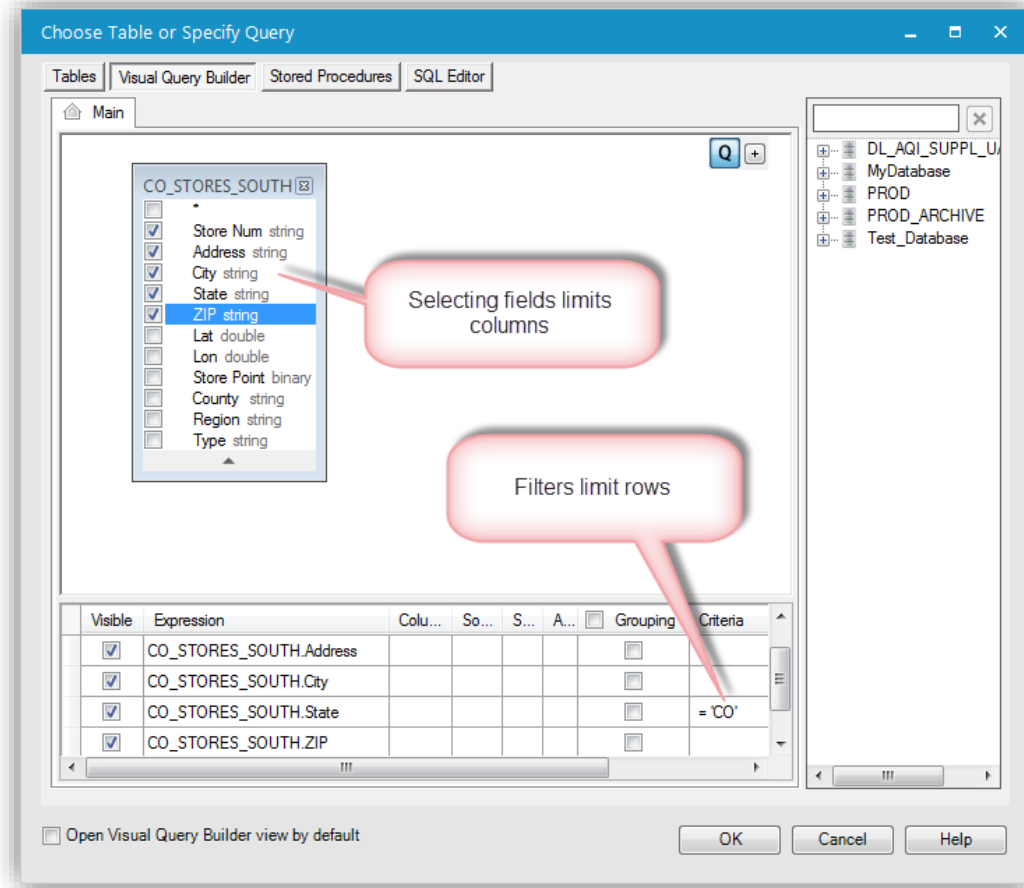 Choose Table or Specify Query
Tables Visual Query Builder Stored Procedures SQL Editor
Main
Q +
CO_STORES_SOUTH
*
Store Num string
Address string
City string
State string
ZIP string
Lat double
Lon double
Store Point binary
County string
Region string
Type string
Selecting fields limits
columns
Filters limit rows
DL_AQI_SUPPL_U
MyDatabase
PROD
PROD_ARCHIVE
Test_Database
Visible Expression Colu... So... S... A... Grouping Criteria
CO_STORES_SOUTH.Address
CO_STORES_SOUTH.City
CO_STORES_SOUTH.State = 'CO'
CO_STORES_SOUTH.ZIP
Open Visual Query Builder view by default
OK Cancel Help